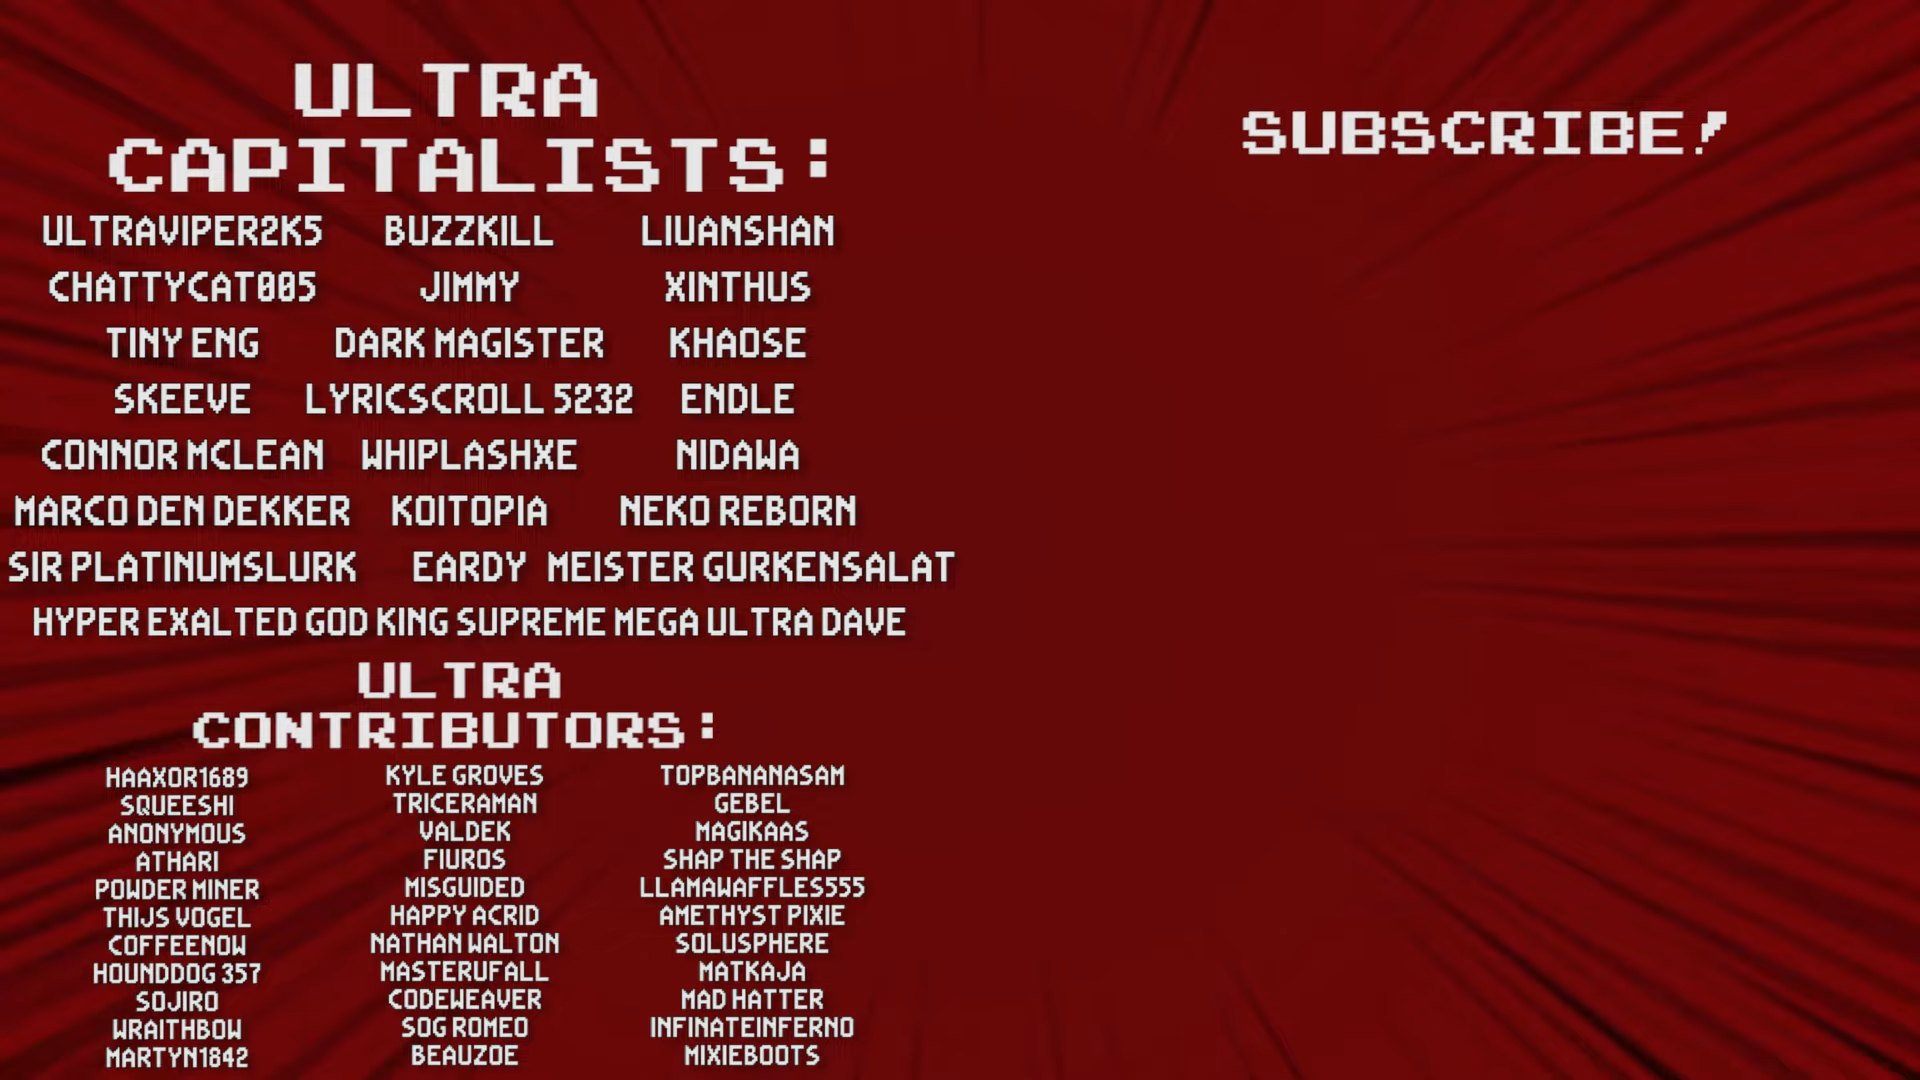 ULTRA
CAPITALISTS:
ULTRAVIPER2K5 BUZZKILL LIUANSHAN
CHATTYCAT005 JIMMY XINTHUS
TINY ENG DARK MAGISTER KHAOSE
SKEEVE LYRICSCROLL 5232 ENDLE
CONNOR MCLEAN WHIPLASHXE NIDAWA
MARCO DEN DEKKER KOITOPIA NEKO REBORN
SIR PLATINUMSLURK EARDY MEISTER GURKENSALAT
HYPER EXALTED GOD KING SUPREME MEGA ULTRA DAVE
ULTRA
CONTRIBUTORS:
HAAXOR1689 KYLE GROVES TOPBANANASAM
SQUEESHI TRICERAMAN GEBEL
ANONYMOUS VALDEK MAGIKAAS
ATHARI FIUROS SHAP THE SHAP
POWDER MINER MISGUIDED LLAMAWAFFLES555
THIJS VOGEL HAPPY ACRID AMETHYST PIXIE
COFFEENOW NATHAN WALTON SOLUSPHERE
HOUNDDOG 357 MASTERUFALL MATKAJA
SOJIRO CODEWEAVER MAD HATTER
WRAITHBOW SOG ROMEO INFINATEINFERNO
MARTYN1842 BEAUZOE MIXIEBOOTS
SUBSCRIBE!